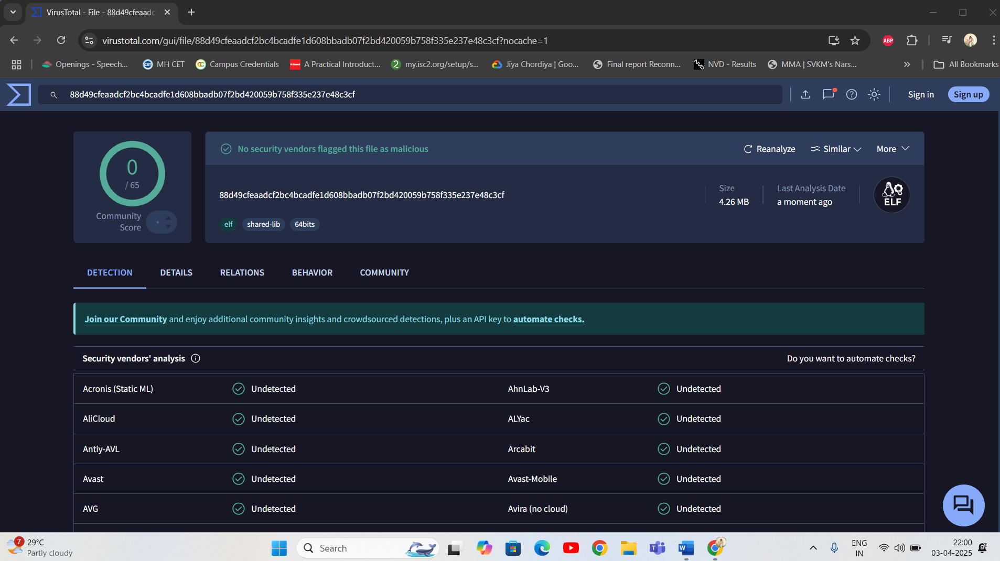 VirusTotal - File - 88d49cfeaadc
virustotal.com/gui/file/88d49cfeaadcf2bc4bcadfe1d608bbadb07f2bd420059b758f335e237e48c3cf?nocache=1
ABP
Openings - Speech... MH CET Campus Credentials A Practical Introduct... my.isc2.org/setup/s... Jiya Chordiya | Goo... Final report Reconn... NVD - Results MMA | SVKM's Nars... » All Bookmarks
88d49cfeaadcf2bc4bcadfe1d608bbadb07f2bd420059b758f335e237e48c3cf Sign in Sign up
0
/ 65
Community
Score
No security vendors flagged this file as malicious Reanalyze Similar More
88d49cfeaadcf2bc4bcadfe1d608bbadb07f2bd420059b758f335e237e48c3cf
elf shared-lib 64bits
Size
4.26 MB
Last Analysis Date
a moment ago
ELF
DETECTION DETAILS RELATIONS BEHAVIOR COMMUNITY
Join our Community and enjoy additional community insights and crowdsourced detections, plus an API key to automate checks.
Security vendors' analysis Do you want to automate checks?
Acronis (Static ML) Undetected AhnLab-V3 Undetected
AliCloud Undetected ALYac Undetected
Antiy-AVL Undetected Arcabit Undetected
Avast Undetected Avast-Mobile Undetected
AVG Undetected Avira (no cloud) Undetected
7
29°C
Partly cloudy
Search
ENG
IN
22:00
03-04-2025